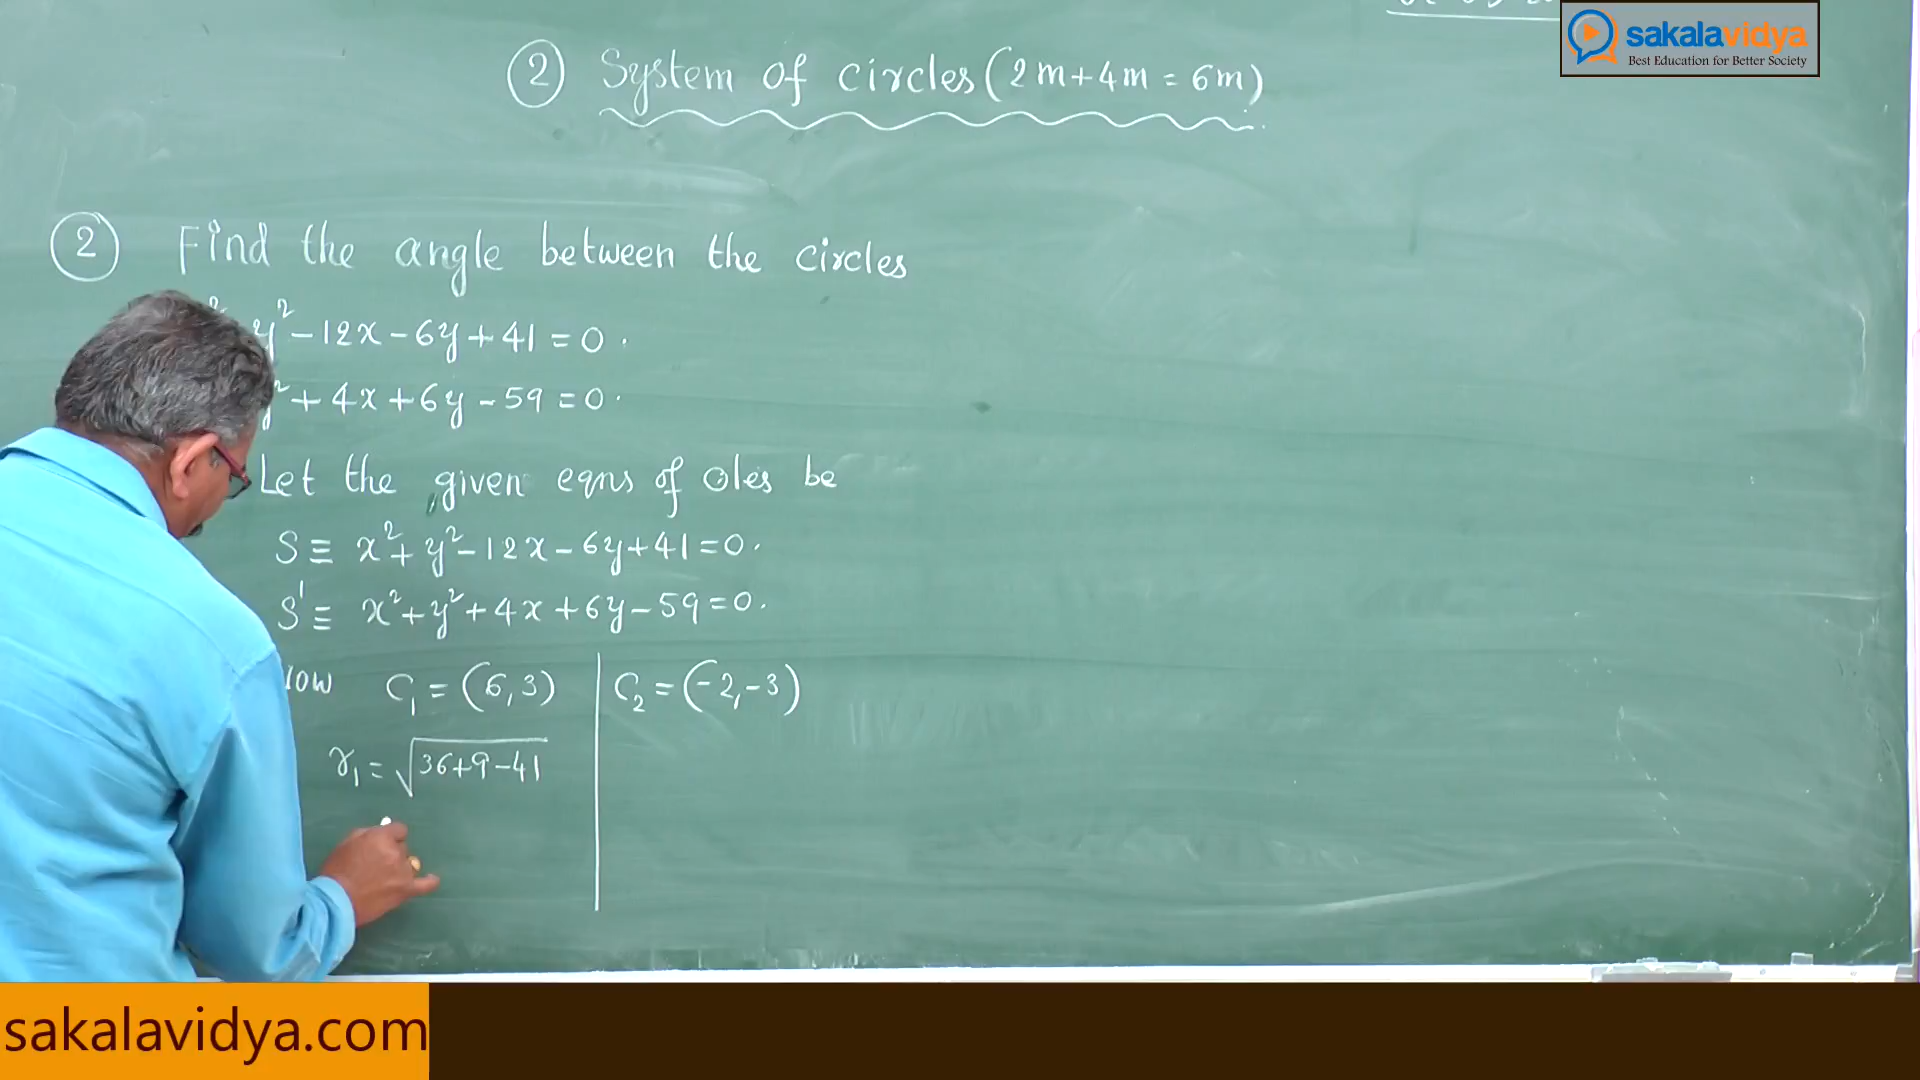 sakalavidya
Best Education for Better Society
② System of circles (2m+4m = 6m)
② Find the angle between the circles
y² - 12x - 6y + 41 = 0.
y² + 4x + 6y - 59 = 0.
Let the given eqns of ⊙les be
S ≡ x² + y² - 12x - 6y + 41 = 0.
S' ≡ x² + y² + 4x + 6y - 59 = 0.
C₁ = (6, 3) C₂ = (-2, -3)
r₁ = √36+9-41
sakalavidya.com